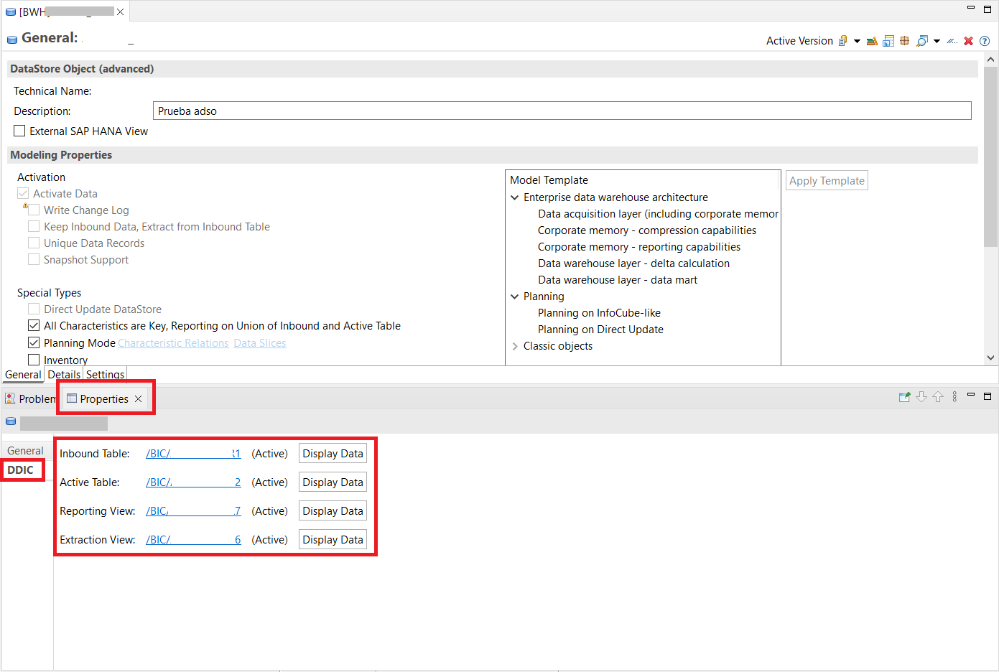 [BWH]
General:
Active Version
DataStore Object (advanced)
Technical Name:
Description: Prueba adso
External SAP HANA View
Modeling Properties
Activation
Activate Data
Write Change Log
Keep Inbound Data, Extract from Inbound Table
Unique Data Records
Snapshot Support
Special Types
Direct Update DataStore
All Characteristics are Key, Reporting on Union of Inbound and Active Table
Planning Mode Characteristic Relations Data Slices
Inventory
Model Template
Enterprise data warehouse architecture
Data acquisition layer (including corporate memor
Corporate memory - compression capabilities
Corporate memory - reporting capabilities
Data warehouse layer - delta calculation
Data warehouse layer - data mart
Planning
Planning on InfoCube-like
Planning on Direct Update
Classic objects
Apply Template
General Details Settings
Problem Properties
General
DDIC
Inbound Table: /BIC/ 1 (Active) Display Data
Active Table: /BIC/ 2 (Active) Display Data
Reporting View: /BIC/ 7 (Active) Display Data
Extraction View: /BIC/ 6 (Active) Display Data